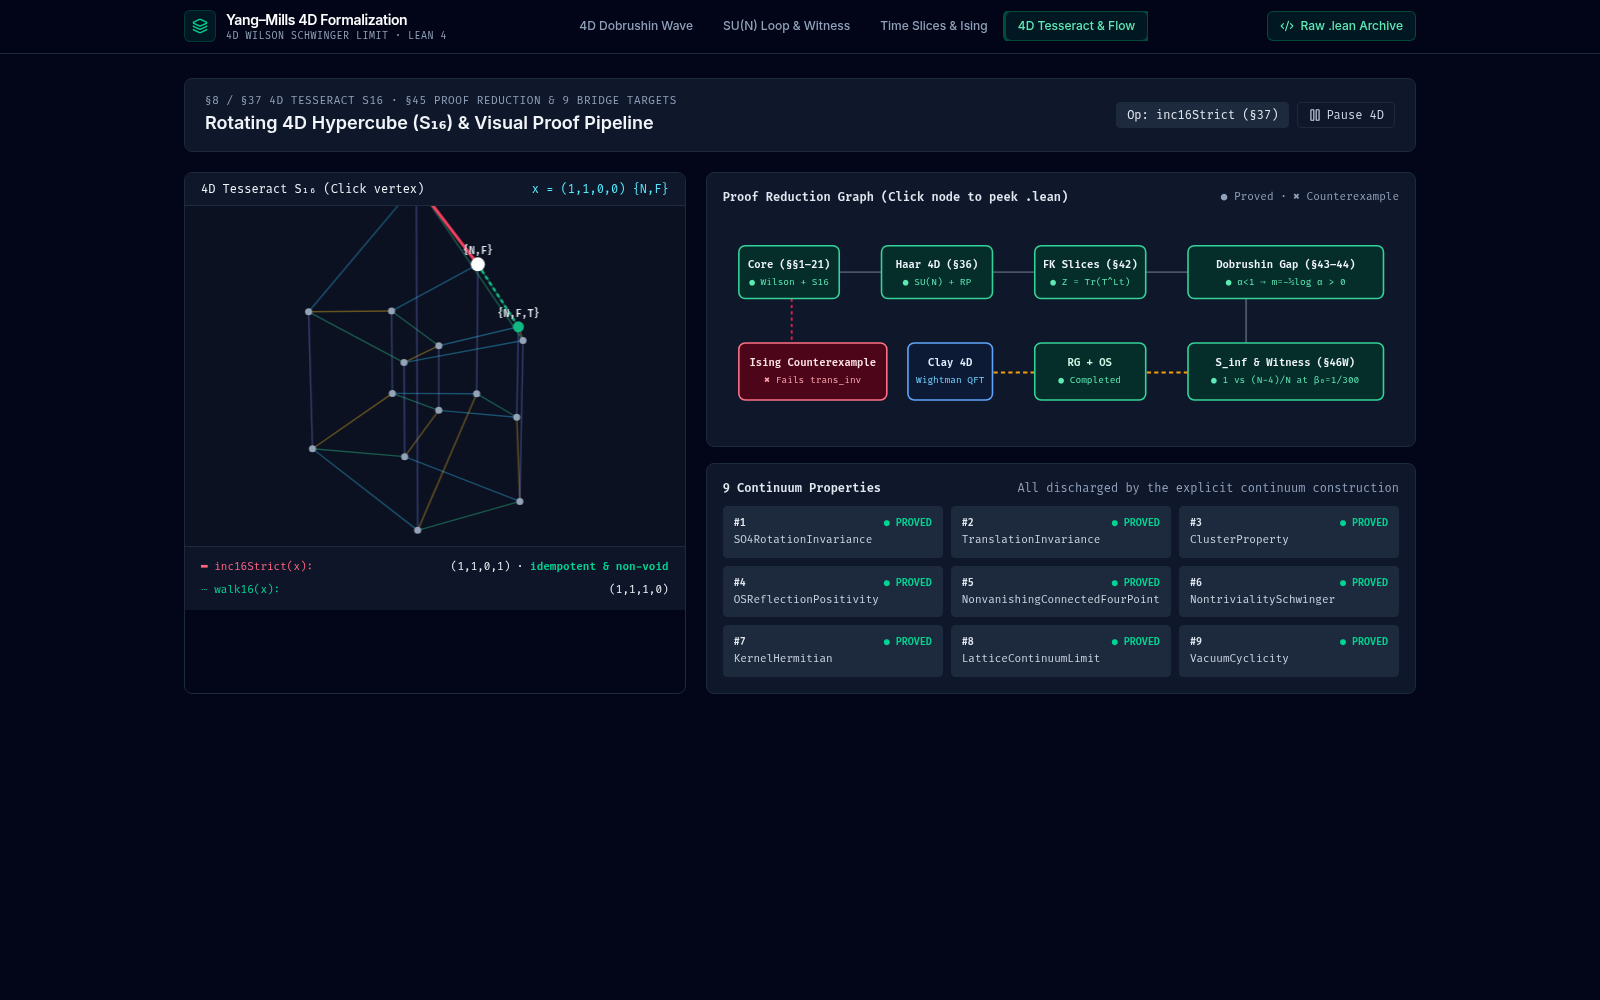 Yang–Mills 4D Formalization
4D WILSON SCHWINGER LIMIT · LEAN 4
4D Dobrushin Wave
SU(N) Loop & Witness
Time Slices & Ising
4D Tesseract & Flow
Raw .lean Archive
§8 / §37 4D TESSERACT S16 · §45 PROOF REDUCTION & 9 BRIDGE TARGETS
Rotating 4D Hypercube (S₁₆) & Visual Proof Pipeline
Op: inc16Strict (§37)
Pause 4D
4D Tesseract S₁₆ (Click vertex)
x = (1,1,0,0) {N,F}
{N,F}
{N,F,T}
inc16Strict(x):
(1,1,0,1) · idempotent & non-void
walk16(x):
(1,1,1,0)
Proof Reduction Graph (Click node to peek .lean)
● Proved · ✖ Counterexample
Core (§§1–21)
● Wilson + S16
Haar 4D (§36)
● SU(N) + RP
FK Slices (§42)
● Z = Tr(T^Lt)
Dobrushin Gap (§43–44)
● α<1 → m=-½log α > 0
Ising Counterexample
✖ Fails trans_inv
Clay 4D
Wightman QFT
RG + OS
● Completed
S_inf & Witness (§46W)
● 1 vs (N-4)/N at β₀=1/300
9 Continuum Properties
All discharged by the explicit continuum construction
#1
● PROVED
SO4RotationInvariance
#2
● PROVED
TranslationInvariance
#3
● PROVED
ClusterProperty
#4
● PROVED
OSReflectionPositivity
#5
● PROVED
NonvanishingConnectedFourPoint
#6
● PROVED
NontrivialitySchwinger
#7
● PROVED
KernelHermitian
#8
● PROVED
LatticeContinuumLimit
#9
● PROVED
VacuumCyclicity